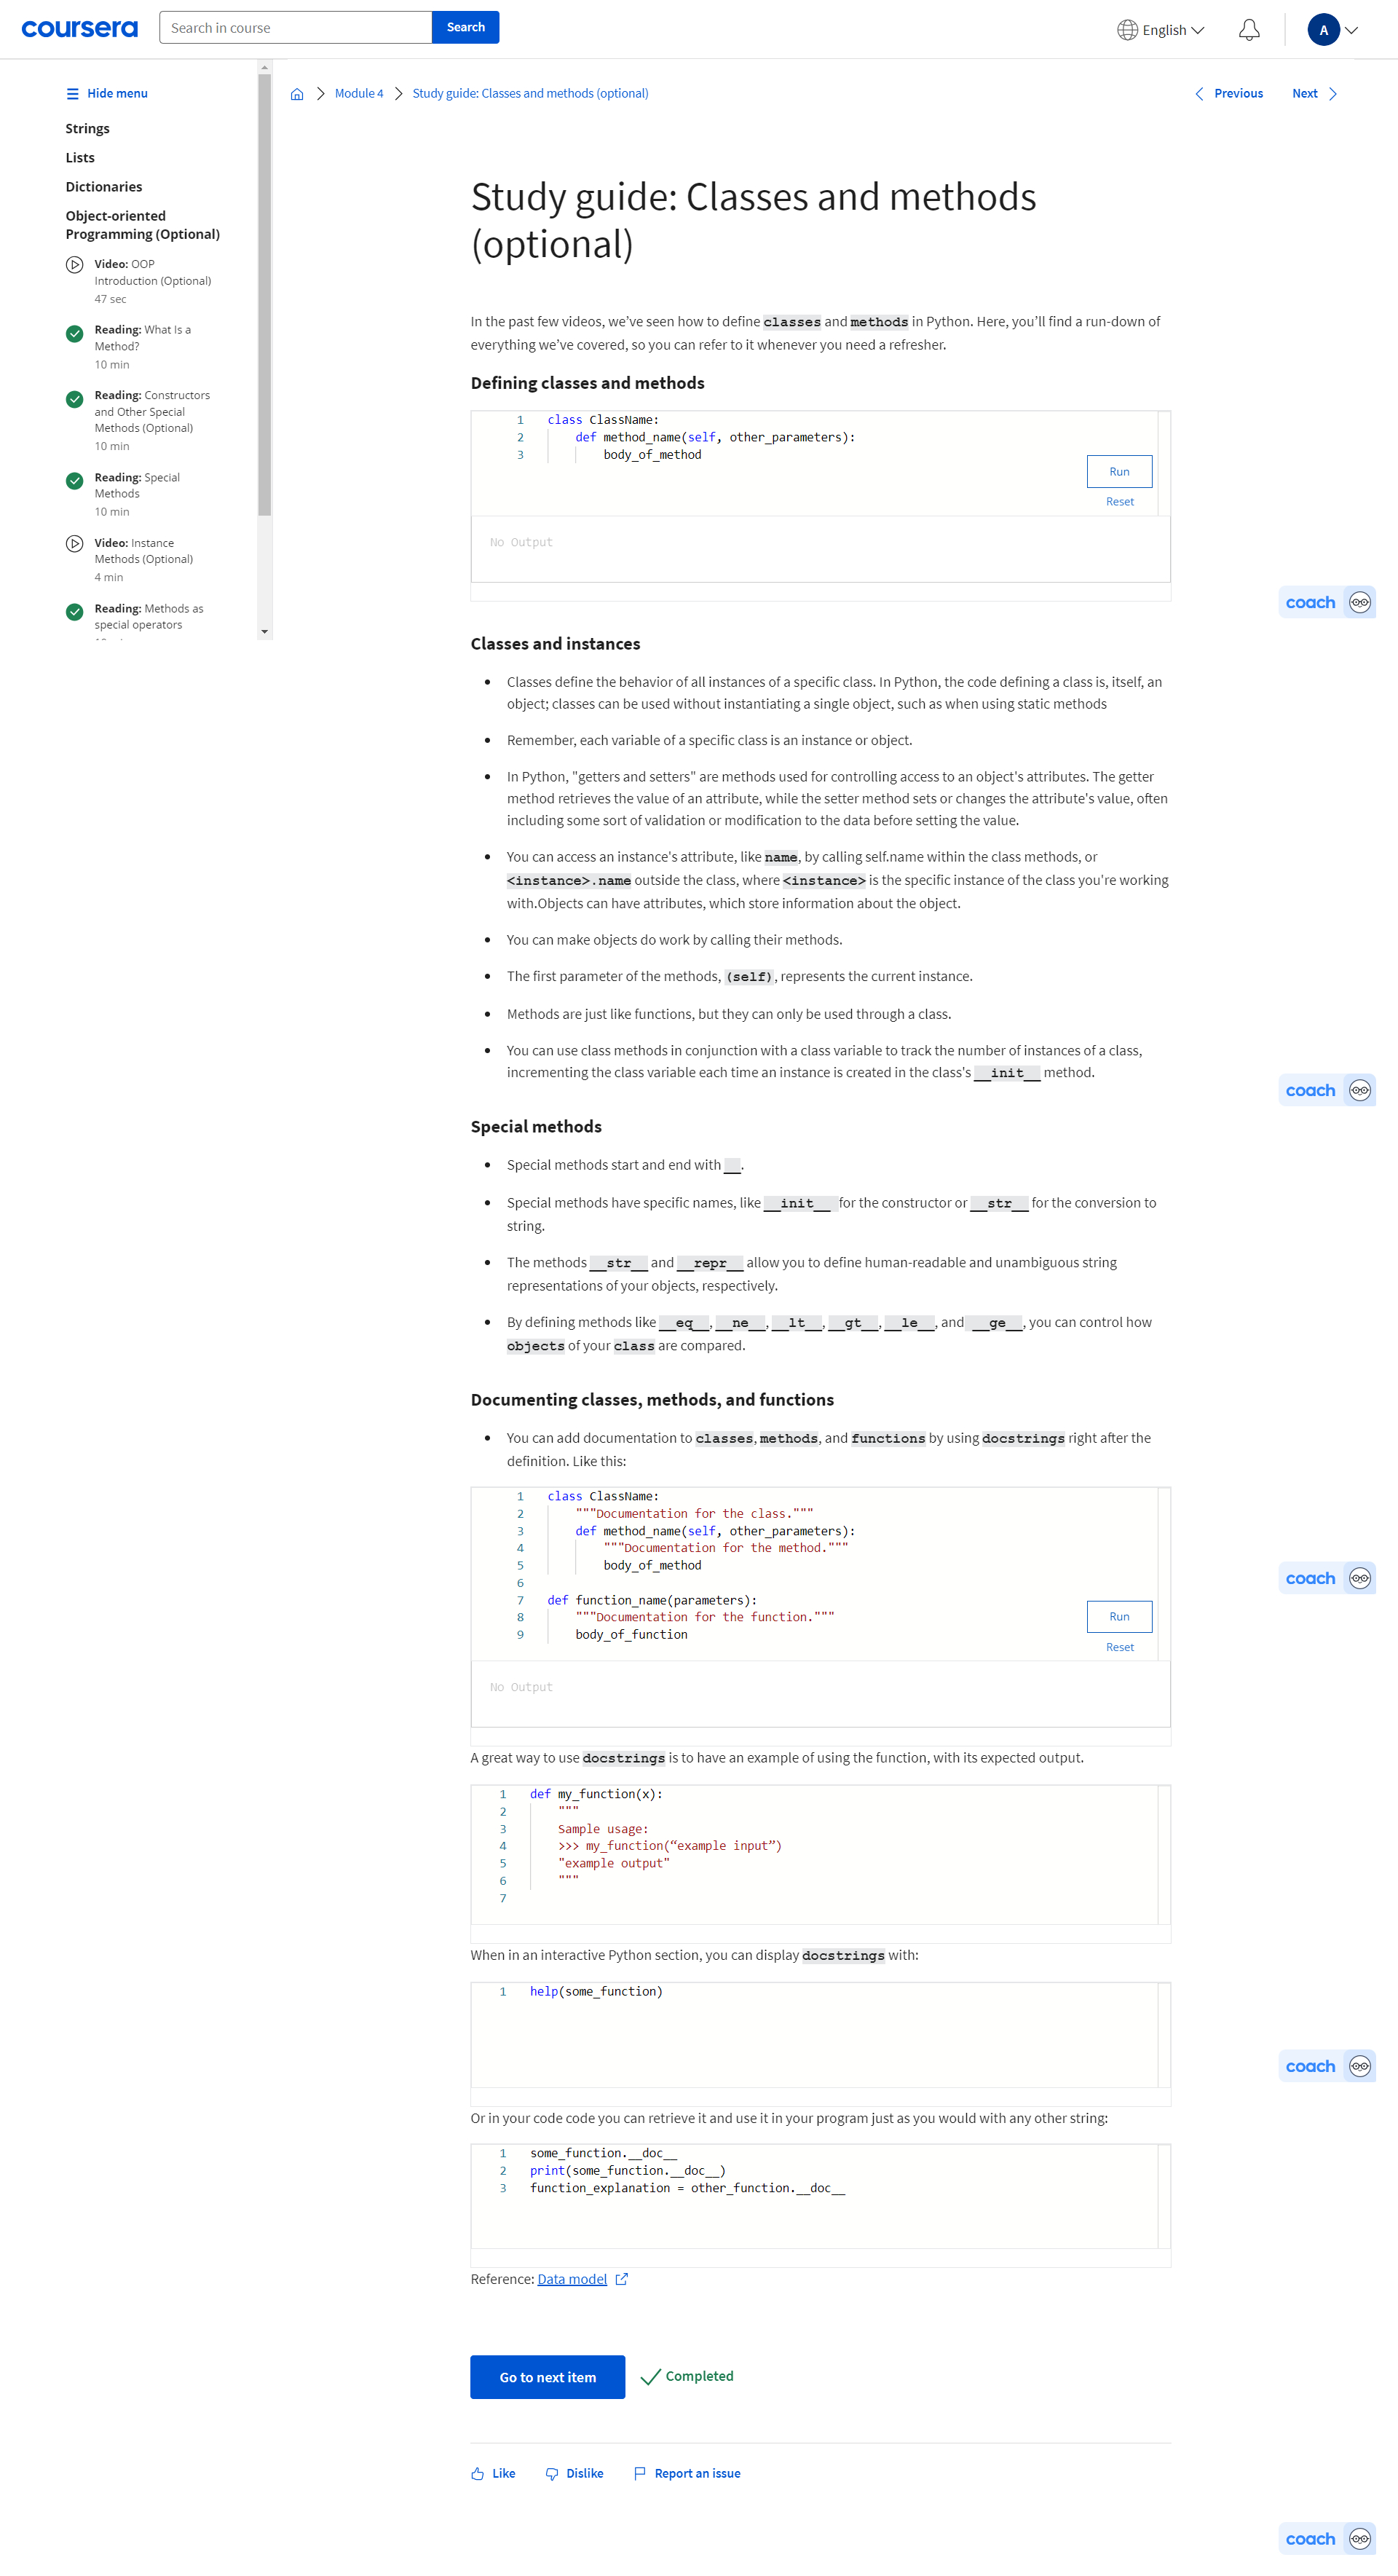 coursera
Search in course
Search
English
A
Hide menu
Strings
Lists
Dictionaries
Object-oriented
Programming (Optional)
Video: OOP
Introduction (Optional)
47 sec
Reading: What Is a
Method?
10 min
Reading: Constructors
and Other Special
Methods (Optional)
10 min
Reading: Special
Methods
10 min
Video: Instance
Methods (Optional)
4 min
Reading: Methods as
special operators
Module 4
Study guide: Classes and methods (optional)
Previous
Next
Study guide: Classes and methods
(optional)
In the past few videos, we’ve seen how to define classes and methods in Python. Here, you’ll find a run-down of
everything we’ve covered, so you can refer to it whenever you need a refresher.
Defining classes and methods
1 class ClassName:
2     def method_name(self, other_parameters):
3         body_of_method
Run
Reset
No Output
coach
Classes and instances
• Classes define the behavior of all instances of a specific class. In Python, the code defining a class is, itself, an
object; classes can be used without instantiating a single object, such as when using static methods
• Remember, each variable of a specific class is an instance or object.
• In Python, "getters and setters" are methods used for controlling access to an object's attributes. The getter
method retrieves the value of an attribute, while the setter method sets or changes the attribute's value, often
including some sort of validation or modification to the data before setting the value.
• You can access an instance's attribute, like name, by calling self.name within the class methods, or
<instance>.name outside the class, where <instance> is the specific instance of the class you're working
with.Objects can have attributes, which store information about the object.
• You can make objects do work by calling their methods.
• The first parameter of the methods, (self), represents the current instance.
• Methods are just like functions, but they can only be used through a class.
• You can use class methods in conjunction with a class variable to track the number of instances of a class,
incrementing the class variable each time an instance is created in the class's __init__ method.
coach
Special methods
• Special methods start and end with __.
• Special methods have specific names, like __init__ for the constructor or __str__ for the conversion to
string.
• The methods __str__ and __repr__ allow you to define human-readable and unambiguous string
representations of your objects, respectively.
• By defining methods like __eq__, __ne__, __lt__, __gt__, __le__, and __ge__, you can control how
objects of your class are compared.
Documenting classes, methods, and functions
• You can add documentation to classes, methods, and functions by using docstrings right after the
definition. Like this:
1 class ClassName:
2     """Documentation for the class."""
3     def method_name(self, other_parameters):
4         """Documentation for the method."""
5         body_of_method
6
7 def function_name(parameters):
8     """Documentation for the function."""
9     body_of_function
coach
Run
Reset
No Output
A great way to use docstrings is to have an example of using the function, with its expected output.
1 def my_function(x):
2     """
3     Sample usage:
4     >>> my_function(“example input”)
5     "example output"
6     """
7
When in an interactive Python section, you can display docstrings with:
1 help(some_function)
coach
Or in your code code you can retrieve it and use it in your program just as you would with any other string:
1 some_function.__doc__
2 print(some_function.__doc__)
3 function_explanation = other_function.__doc__
Reference: Data model
Go to next item
Completed
Like
Dislike
Report an issue
coach